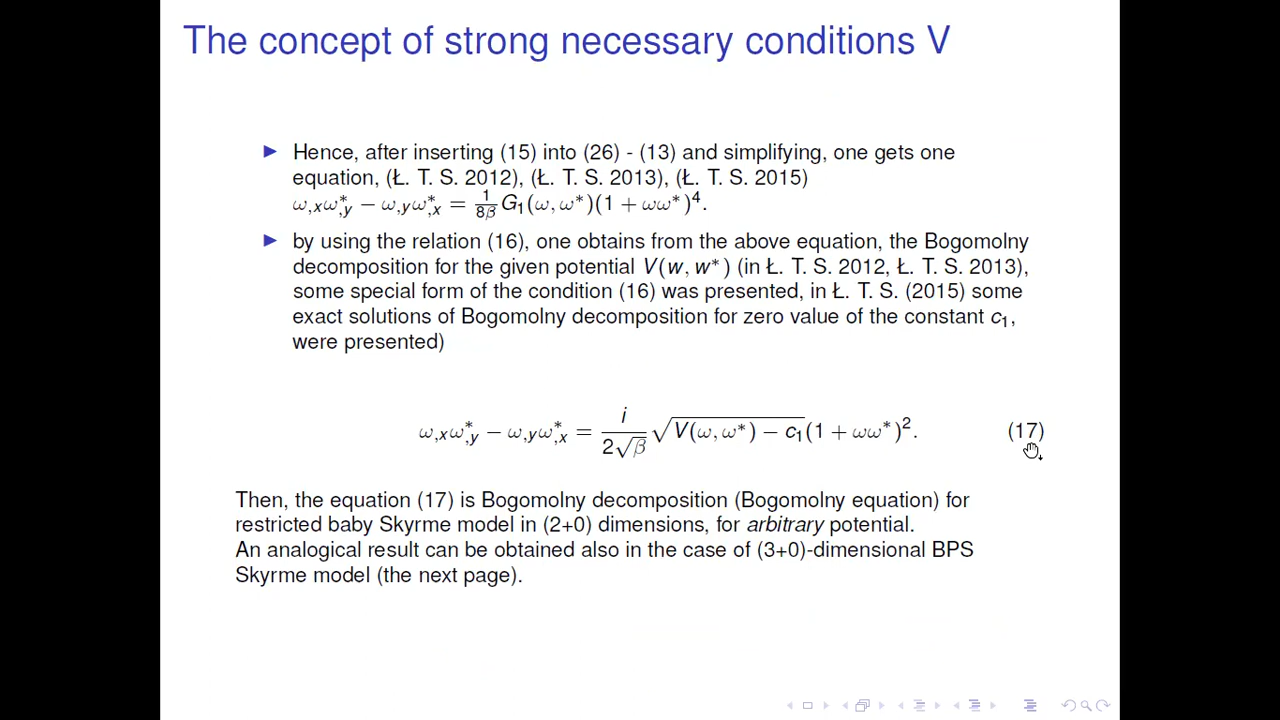 The concept of strong necessary conditions V
▶ Hence, after inserting (15) into (26) - (13) and simplifying, one gets one
equation, (Ł. T. S. 2012), (Ł. T. S. 2013), (Ł. T. S. 2015)
ω,ₓω*,ᵧ − ω,ᵧω*,ₓ = 1/(8β) G₁(ω, ω*)(1 + ωω*)⁴.
▶ by using the relation (16), one obtains from the above equation, the Bogomolny
decomposition for the given potential V(w, w*) (in Ł. T. S. 2012, Ł. T. S. 2013),
some special form of the condition (16) was presented, in Ł. T. S. (2015) some
exact solutions of Bogomolny decomposition for zero value of the constant c₁,
were presented)
ω,ₓω*,ᵧ − ω,ᵧω*,ₓ = i/(2√β) √(V(ω, ω*) − c₁)(1 + ωω*)². (17)
Then, the equation (17) is Bogomolny decomposition (Bogomolny equation) for
restricted baby Skyrme model in (2+0) dimensions, for arbitrary potential.
An analogical result can be obtained also in the case of (3+0)-dimensional BPS
Skyrme model (the next page).